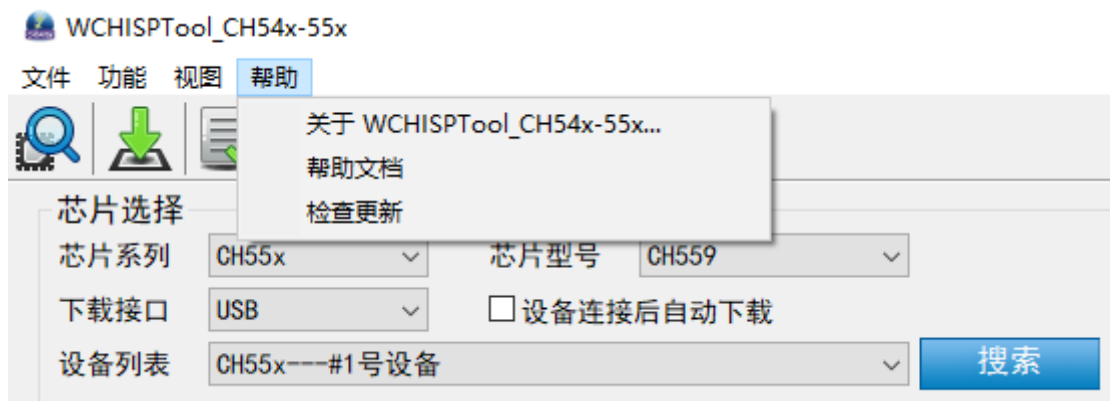 WCHISPTool_CH54x-55x
文件 功能 视图 帮助
关于 WCHISPTool_CH54x-55x...
帮助文档
检查更新
芯片选择
芯片系列 CH55x 芯片型号 CH559
下载接口 USB 设备连接后自动下载
设备列表 CH55x---#1号设备 搜索